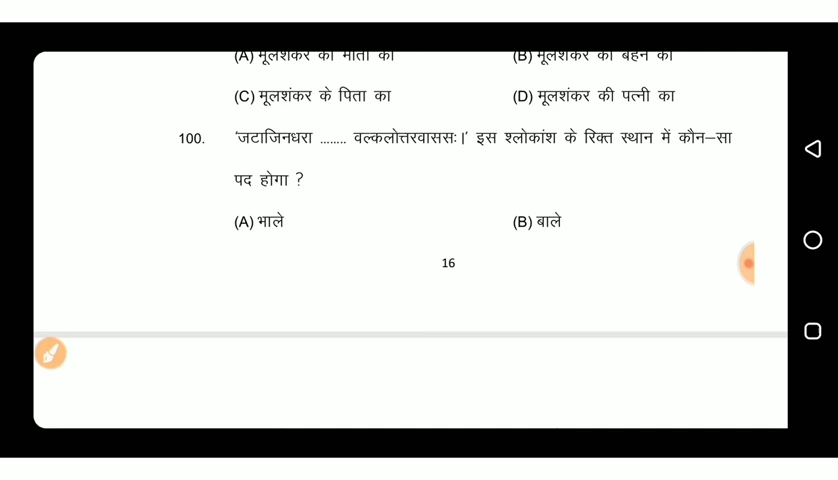 (A) मूलशंकर की माता का
(B) मूलशंकर की बहन का
(C) मूलशंकर के पिता का
(D) मूलशंकर की पत्नी का
100. 'जटाजिनधरा ........ वल्कलोत्तरवाससः।' इस श्लोकांश के रिक्त स्थान में कौन–सा
पद होगा ?
(A) भाले
(B) बाले
16